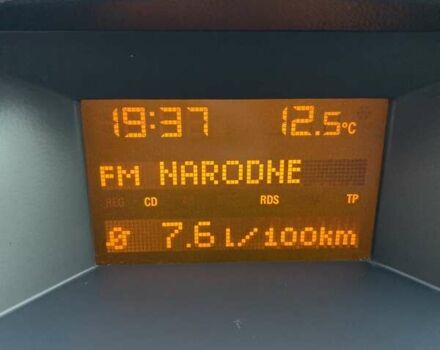 19:37 12.5°C
FM NARODNE
REG CD RDS TP
Ø 7.6 l/100km